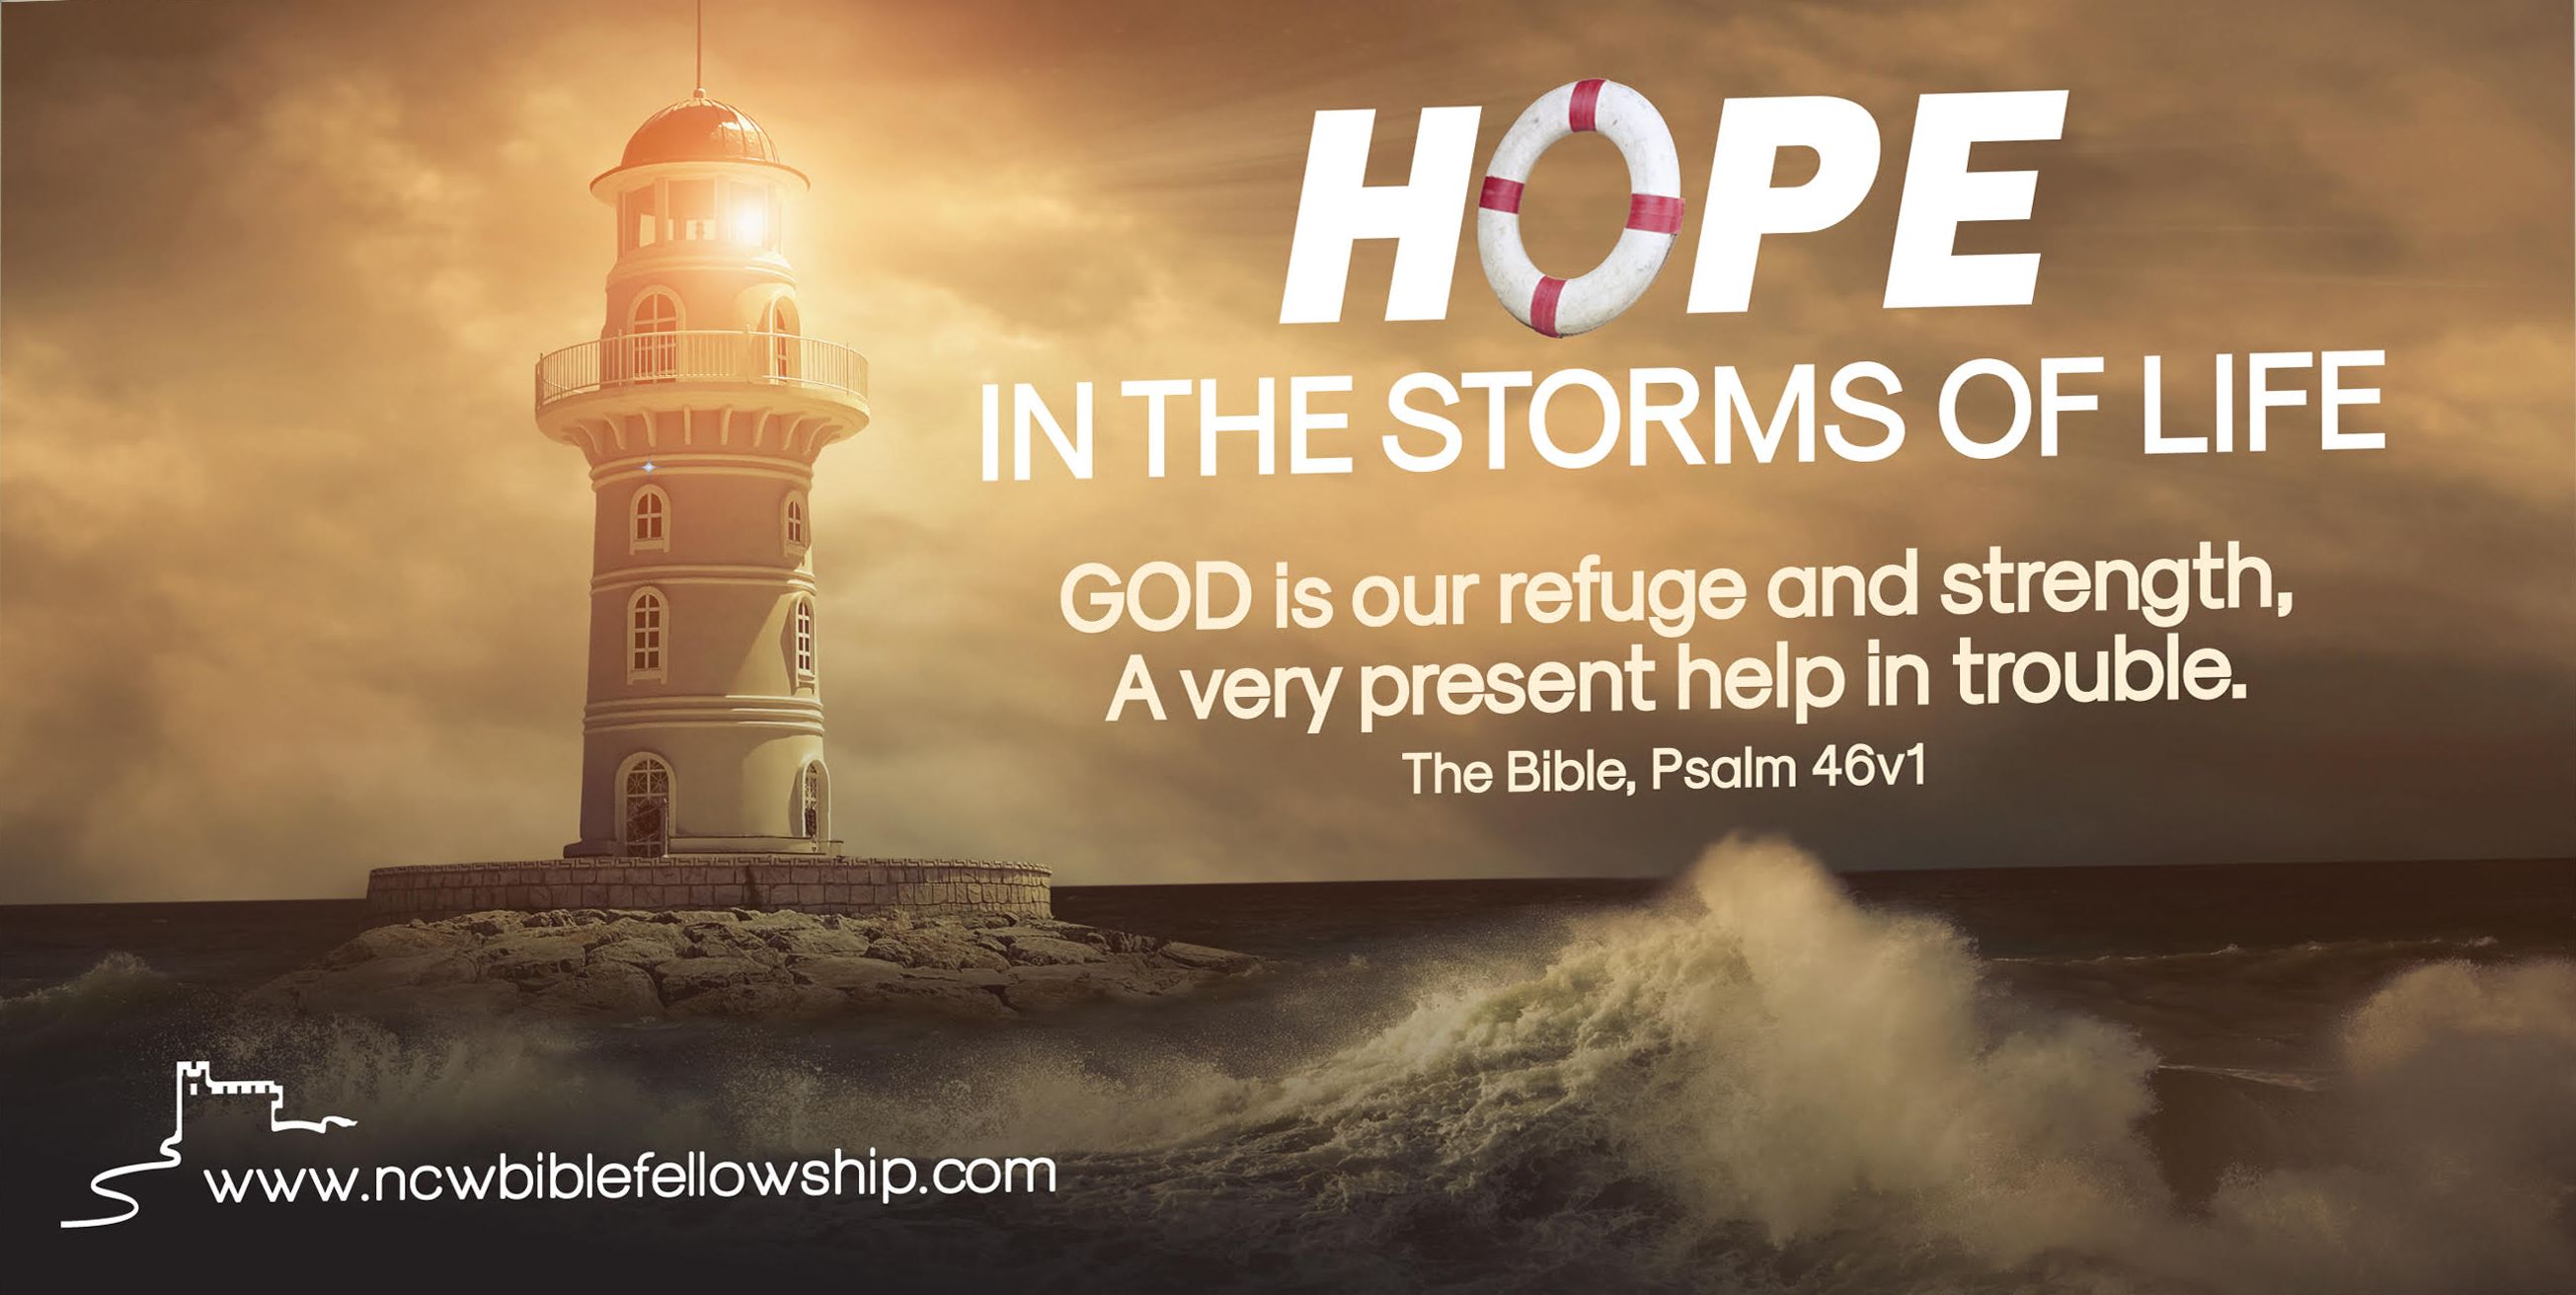 HOPE
IN THE STORMS OF LIFE
GOD is our refuge and strength,
A very present help in trouble.
The Bible, Psalm 46v1
www.ncwbiblefellowship.com